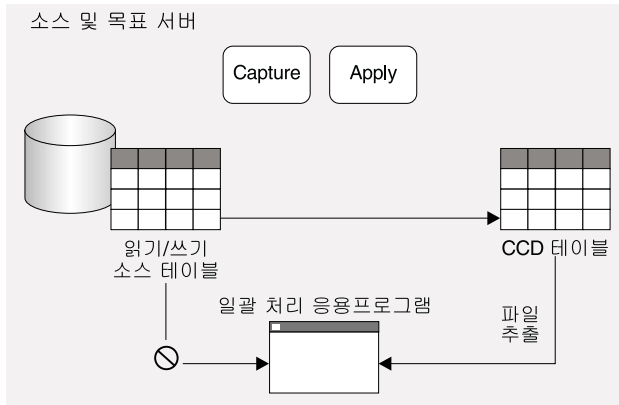 소스 및 목표 서버
Capture
Apply
읽기/쓰기
소스 테이블
CCD 테이블
일괄 처리 응용프로그램
파일
추출